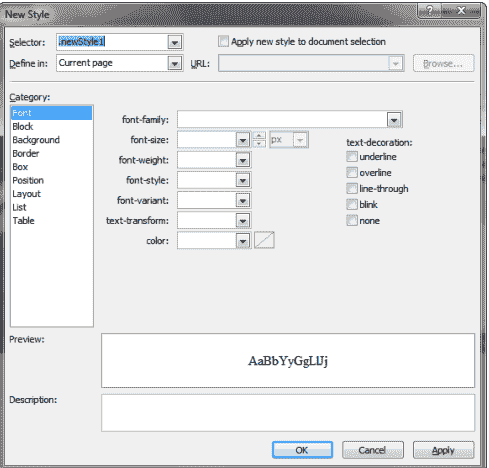 New Style
Selector: .newStyle1 Apply new style to document selection
Define in: Current page URL: Browse...
Category:
Font
Block
Background
Border
Box
Position
Layout
List
Table
font-family:
font-size: px
font-weight:
font-style:
font-variant:
text-transform:
color:
text-decoration:
underline
overline
line-through
blink
none
Preview:
AaBbYyGgLlJj
Description:
OK Cancel Apply